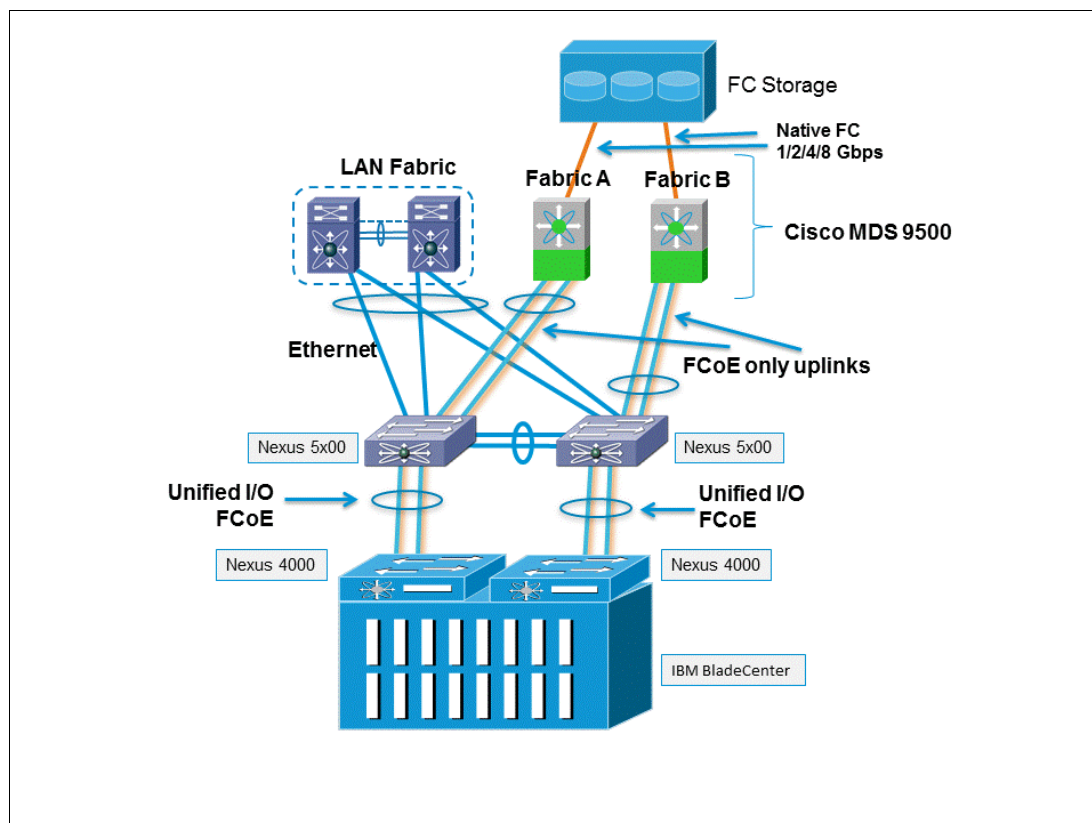 FC Storage
Native FC
1/2/4/8 Gbps
LAN Fabric
Fabric A
Fabric B
Cisco MDS 9500
Ethernet
FCoE only uplinks
Nexus 5x00
Nexus 5x00
Unified I/O
FCoE
Unified I/O
FCoE
Nexus 4000
Nexus 4000
IBM BladeCenter